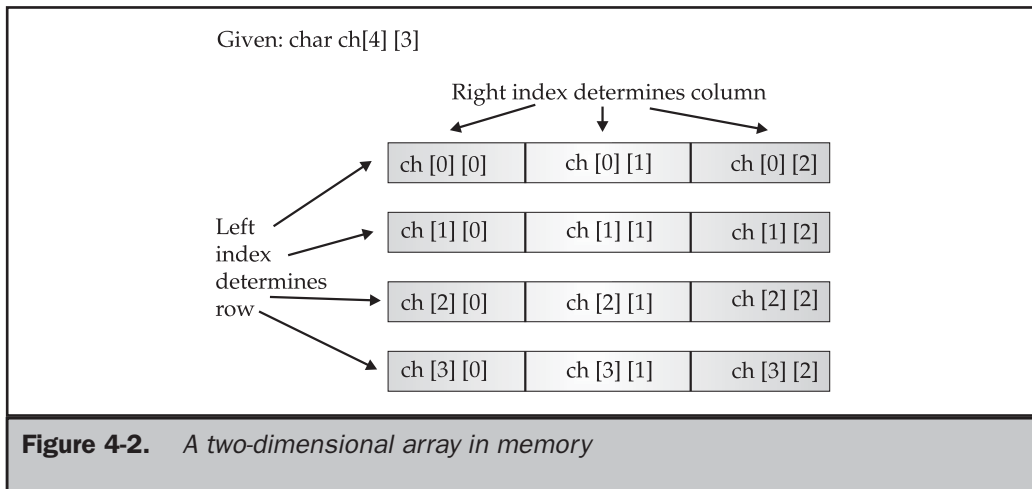 Given: char ch[4] [3]
Right index determines column
ch [0] [0] ch [0] [1] ch [0] [2]
Left
index
determines
row
ch [1] [0] ch [1] [1] ch [1] [2]
ch [2] [0] ch [2] [1] ch [2] [2]
ch [3] [0] ch [3] [1] ch [3] [2]
Figure 4-2. A two-dimensional array in memory